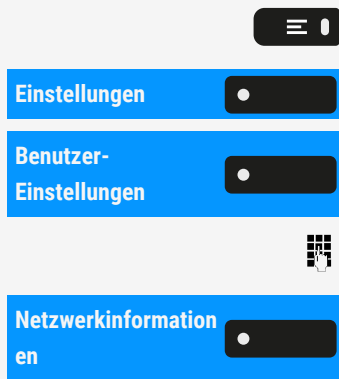 Einstellungen
Benutzer-
Einstellungen
Netzwerkinformation
en